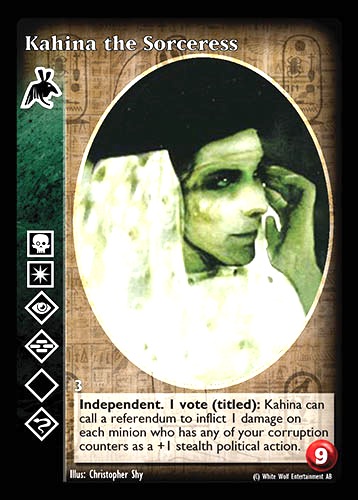 Kahina the Sorceress
3
Independent. 1 vote (titled): Kahina can
call a referendum to inflict 1 damage on
each minion who has any of your corruption
counters as a +1 stealth political action.
9
Illus: Christopher Shy
(C) White Wolf Entertainment AB